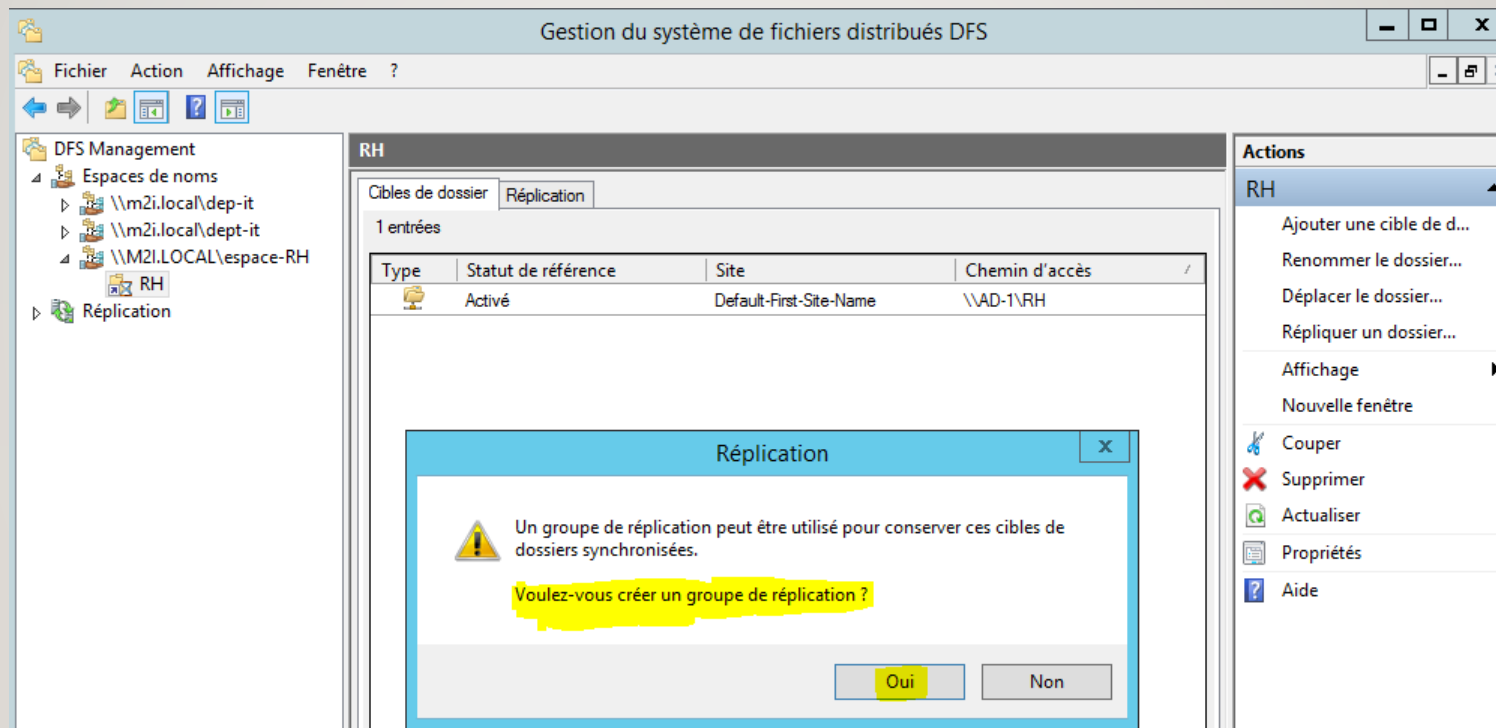 Gestion du système de fichiers distribués DFS
Fichier Action Affichage Fenêtre ?
DFS Management
Espaces de noms
\\m2i.local\dep-it
\\m2i.local\dept-it
\\M2I.LOCAL\espace-RH
RH
Réplication
RH
Cibles de dossier Réplication
1 entrées
Type Statut de référence Site Chemin d'accès
Activé Default-First-Site-Name \\AD-1\RH
Réplication
Un groupe de réplication peut être utilisé pour conserver ces cibles de
dossiers synchronisées.
Voulez-vous créer un groupe de réplication ?
Oui Non
Actions
RH
Ajouter une cible de d...
Renommer le dossier...
Déplacer le dossier...
Répliquer un dossier...
Affichage
Nouvelle fenêtre
Couper
Supprimer
Actualiser
Propriétés
Aide